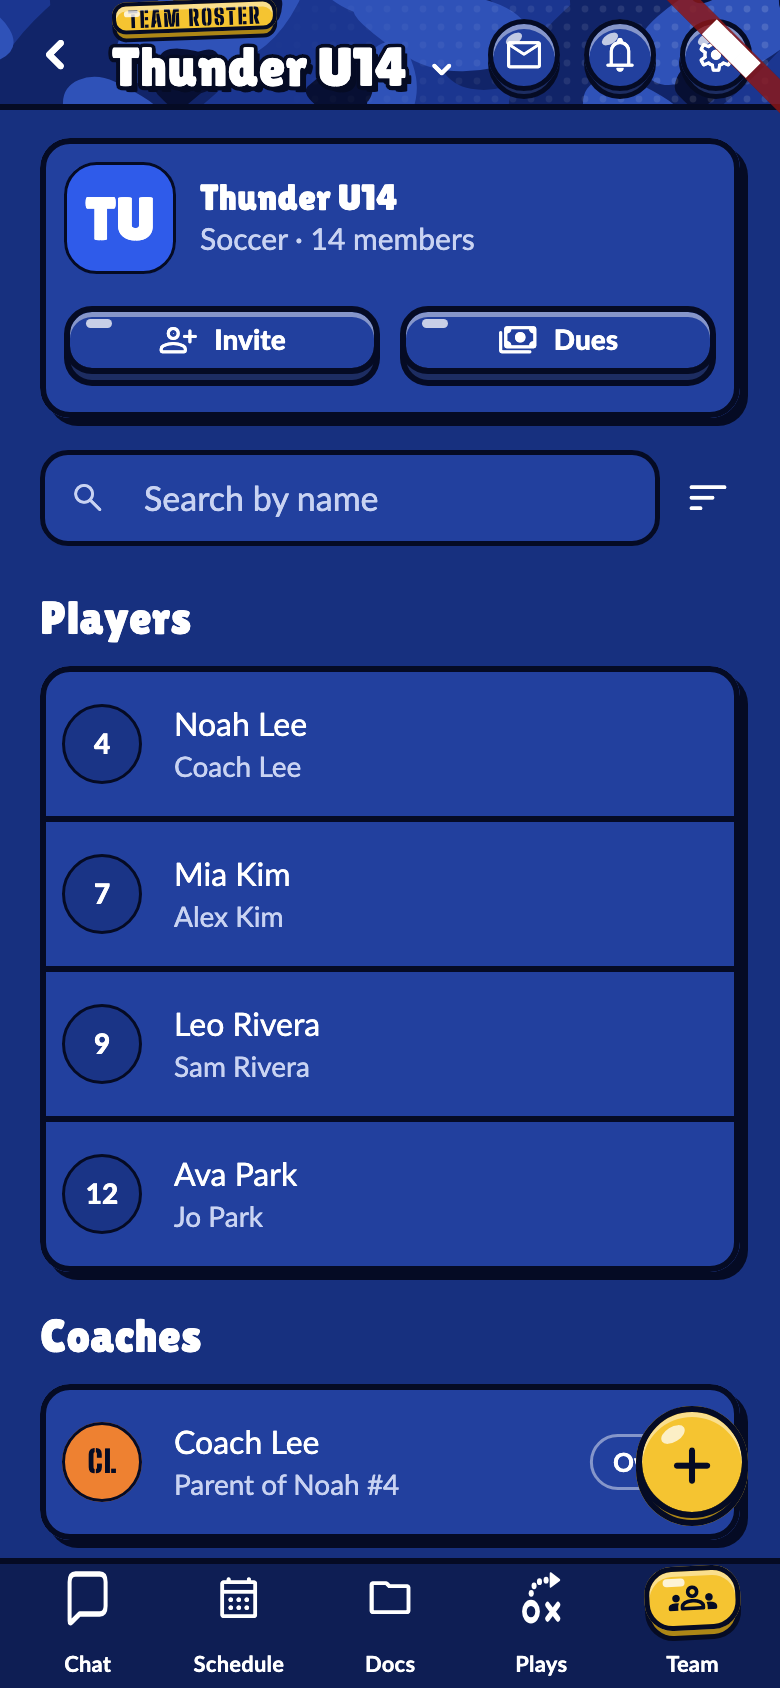 TEAM ROSTER
Thunder U14
TU
Thunder U14
Soccer · 14 members
Invite
Dues
Search by name
Players
4
Noah Lee
Coach Lee
7
Mia Kim
Alex Kim
9
Leo Rivera
Sam Rivera
12
Ava Park
Jo Park
Coaches
CL
Coach Lee
Parent of Noah #4
Chat
Schedule
Docs
Plays
Team